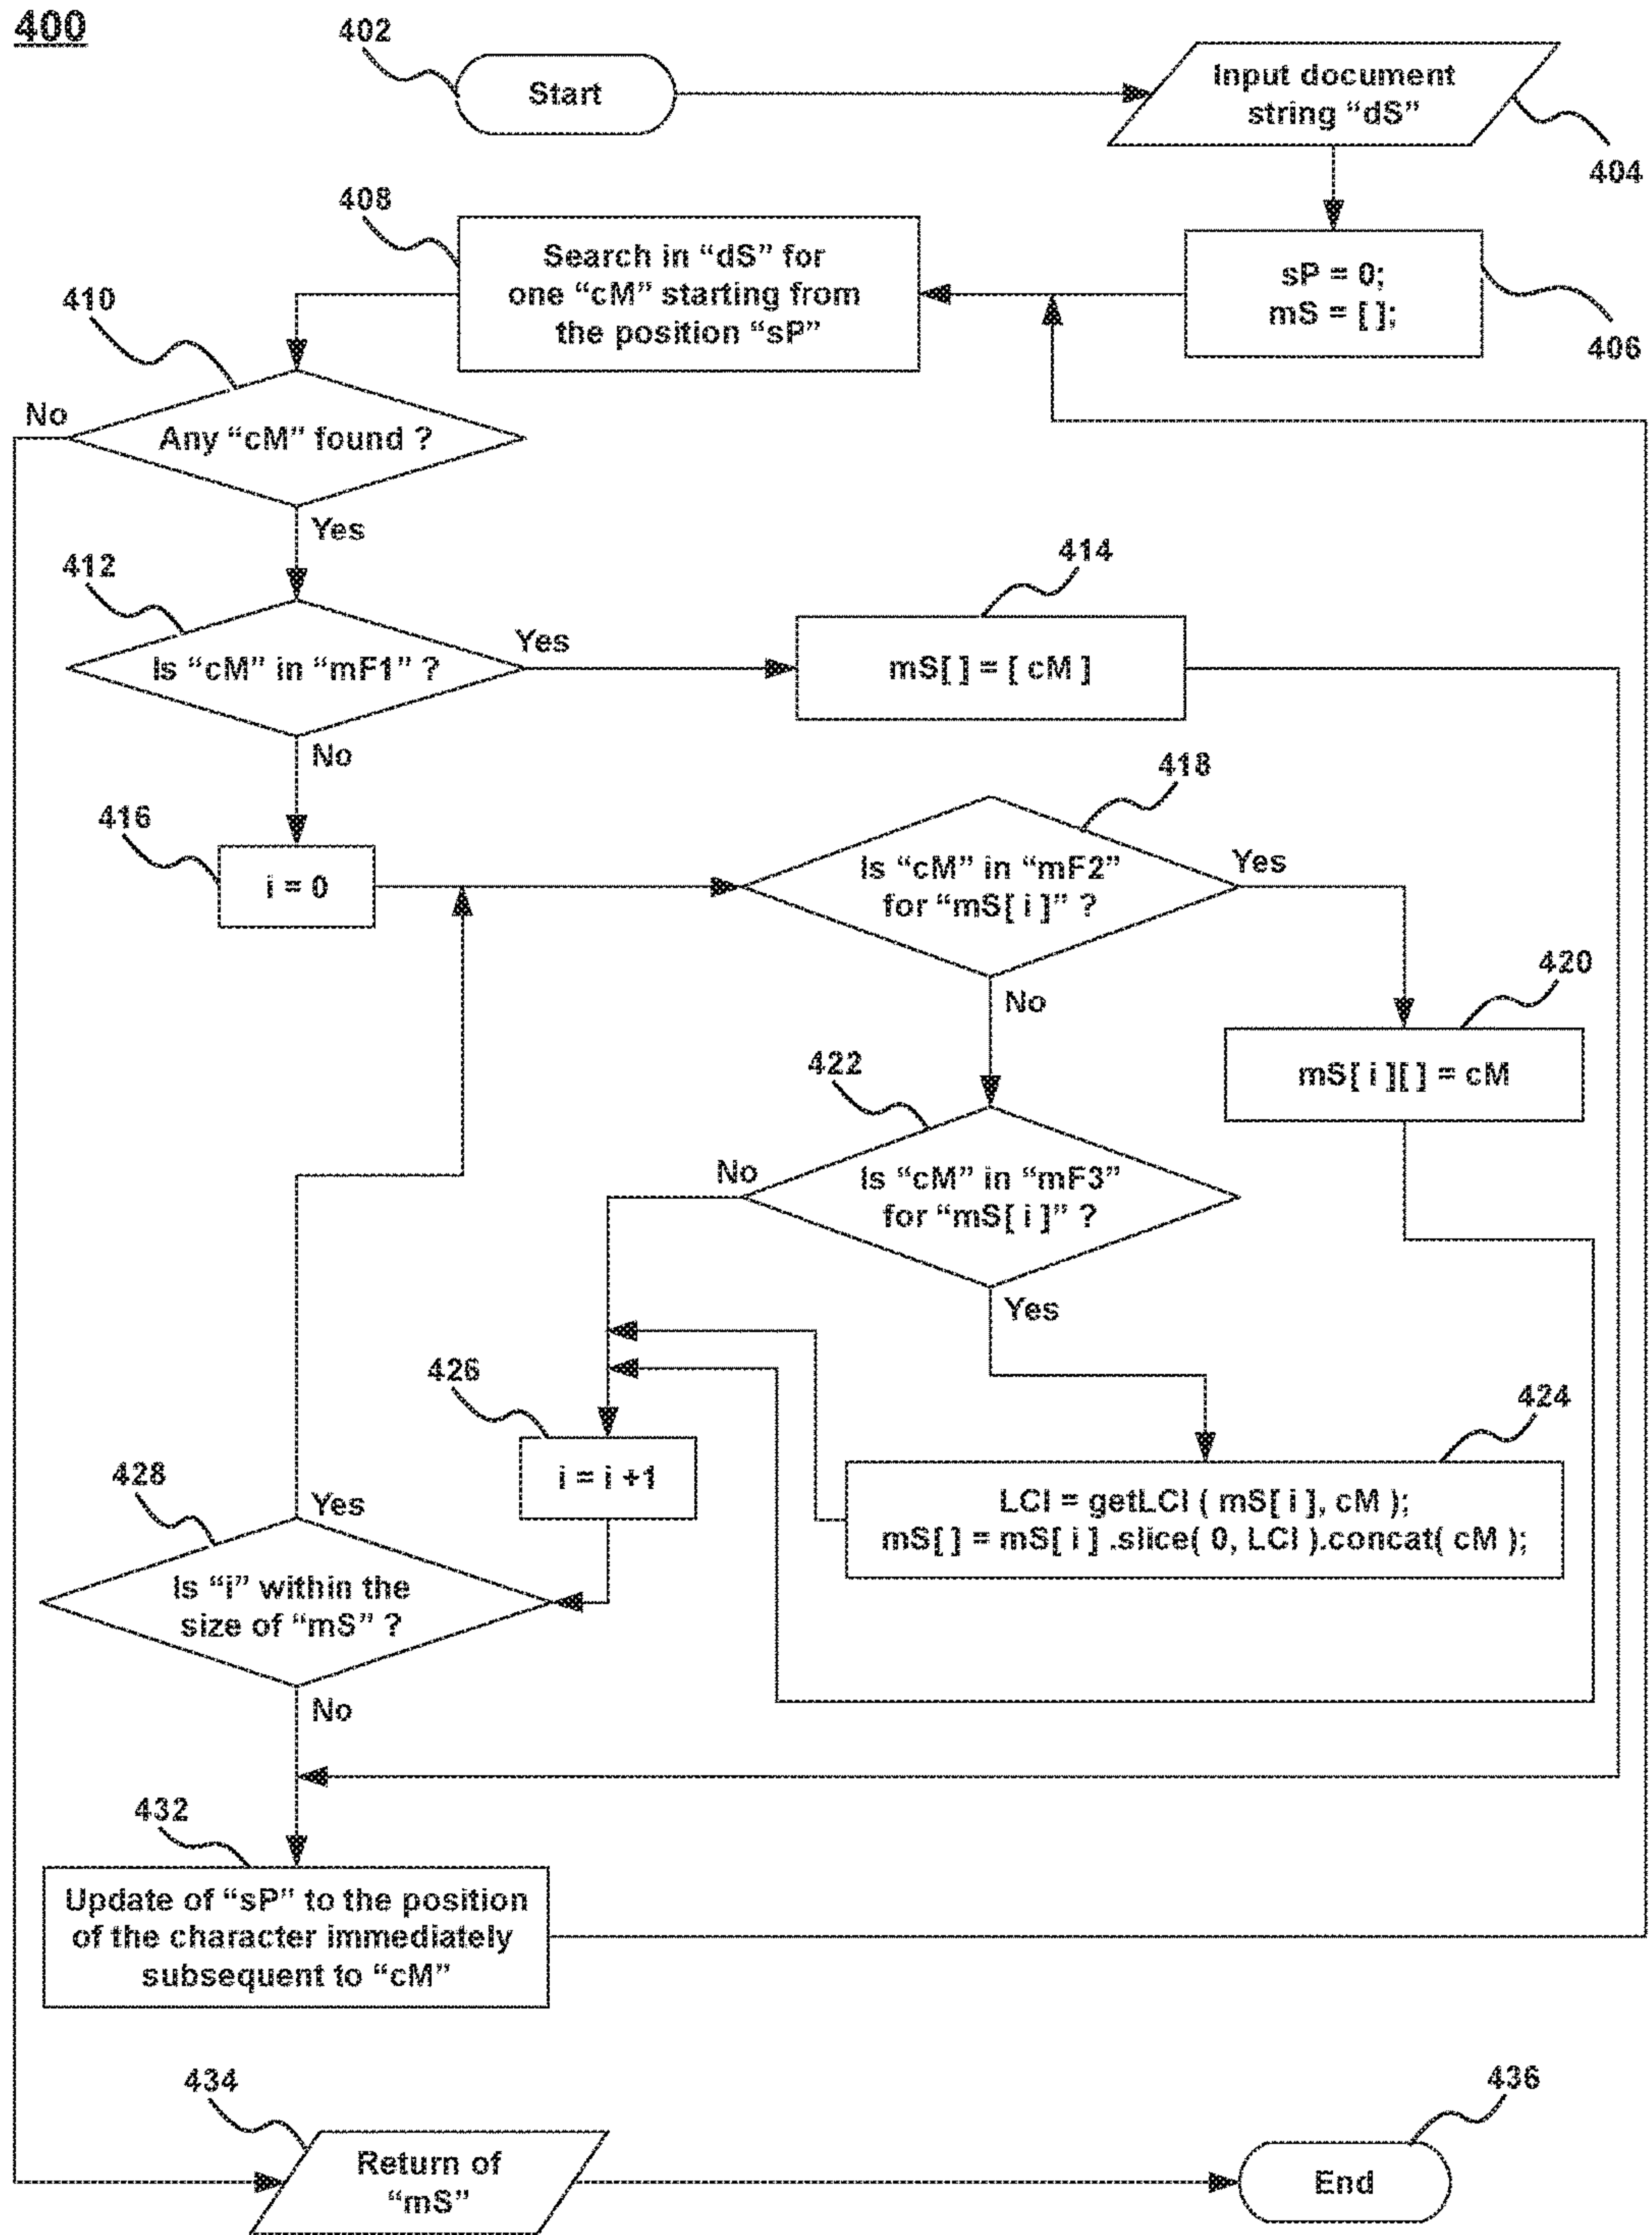 400
402
Start
Input document
string “dS”
404
408
Search in “dS” for
one “cM” starting from
the position “sP”
sP = 0;
mS = [ ];
406
410
No
Any “cM” found ?
Yes
412
Is “cM” in “mF1” ?
Yes
414
mS[ ] = [ cM ]
No
416
i = 0
418
Is “cM” in “mF2”
for “mS[ i ]” ?
Yes
No
420
mS[ i ][ ] = cM
422
No
Is “cM” in “mF3”
for “mS[ i ]” ?
Yes
426
i = i +1
424
LCI = getLCI ( mS[ i ], cM );
mS[ ] = mS[ i ] .slice( 0, LCI ).concat( cM );
428
Yes
Is “i” within the
size of “mS” ?
No
432
Update of “sP” to the position
of the character immediately
subsequent to “cM”
434
Return of
“mS”
436
End